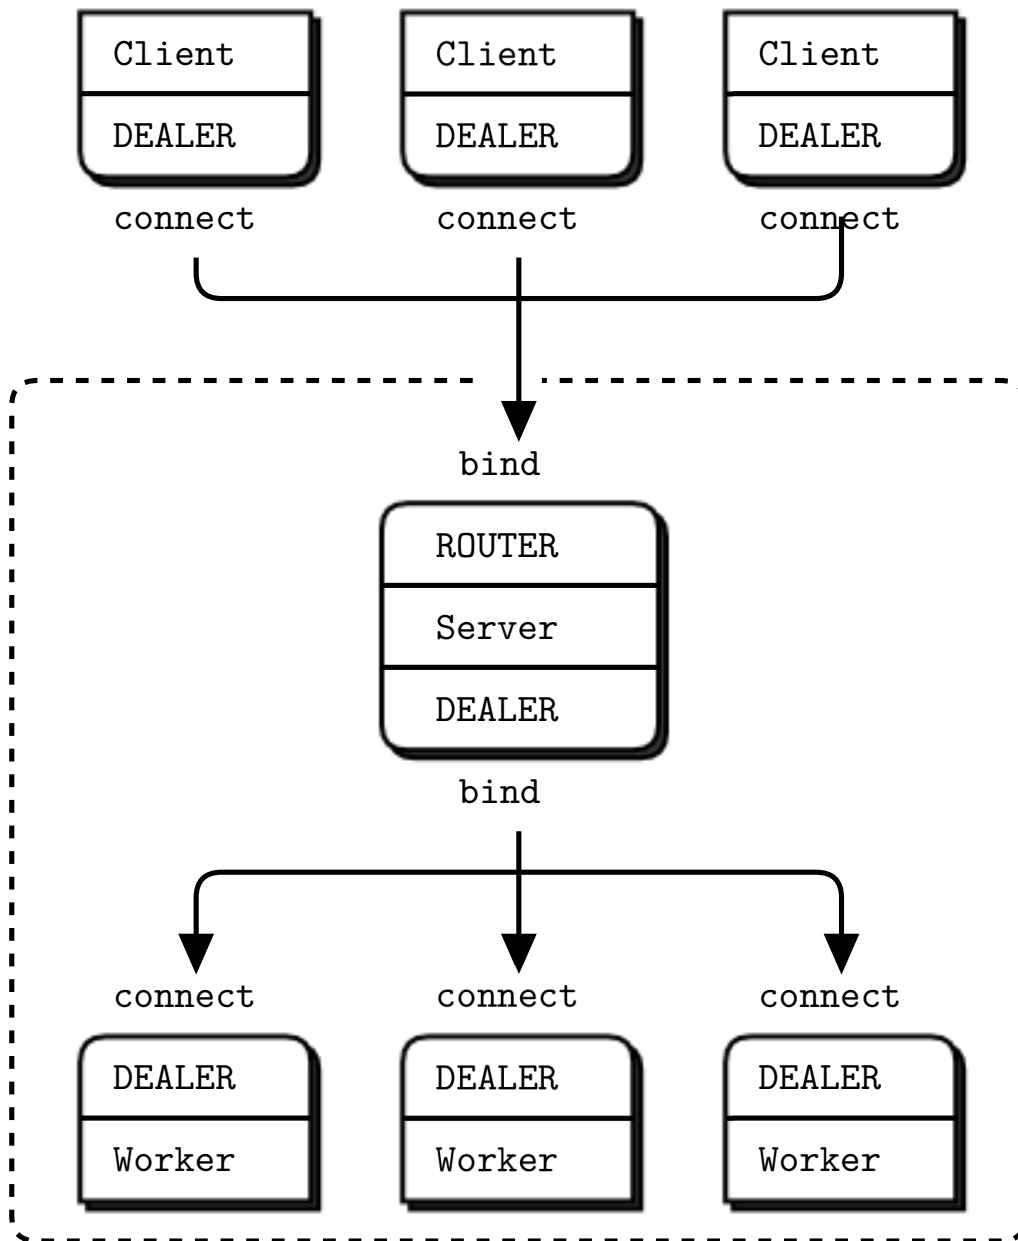 Client Client Client
DEALER DEALER DEALER
connect connect connect
bind
ROUTER
Server
DEALER
bind
connect connect connect
DEALER DEALER DEALER
Worker Worker Worker